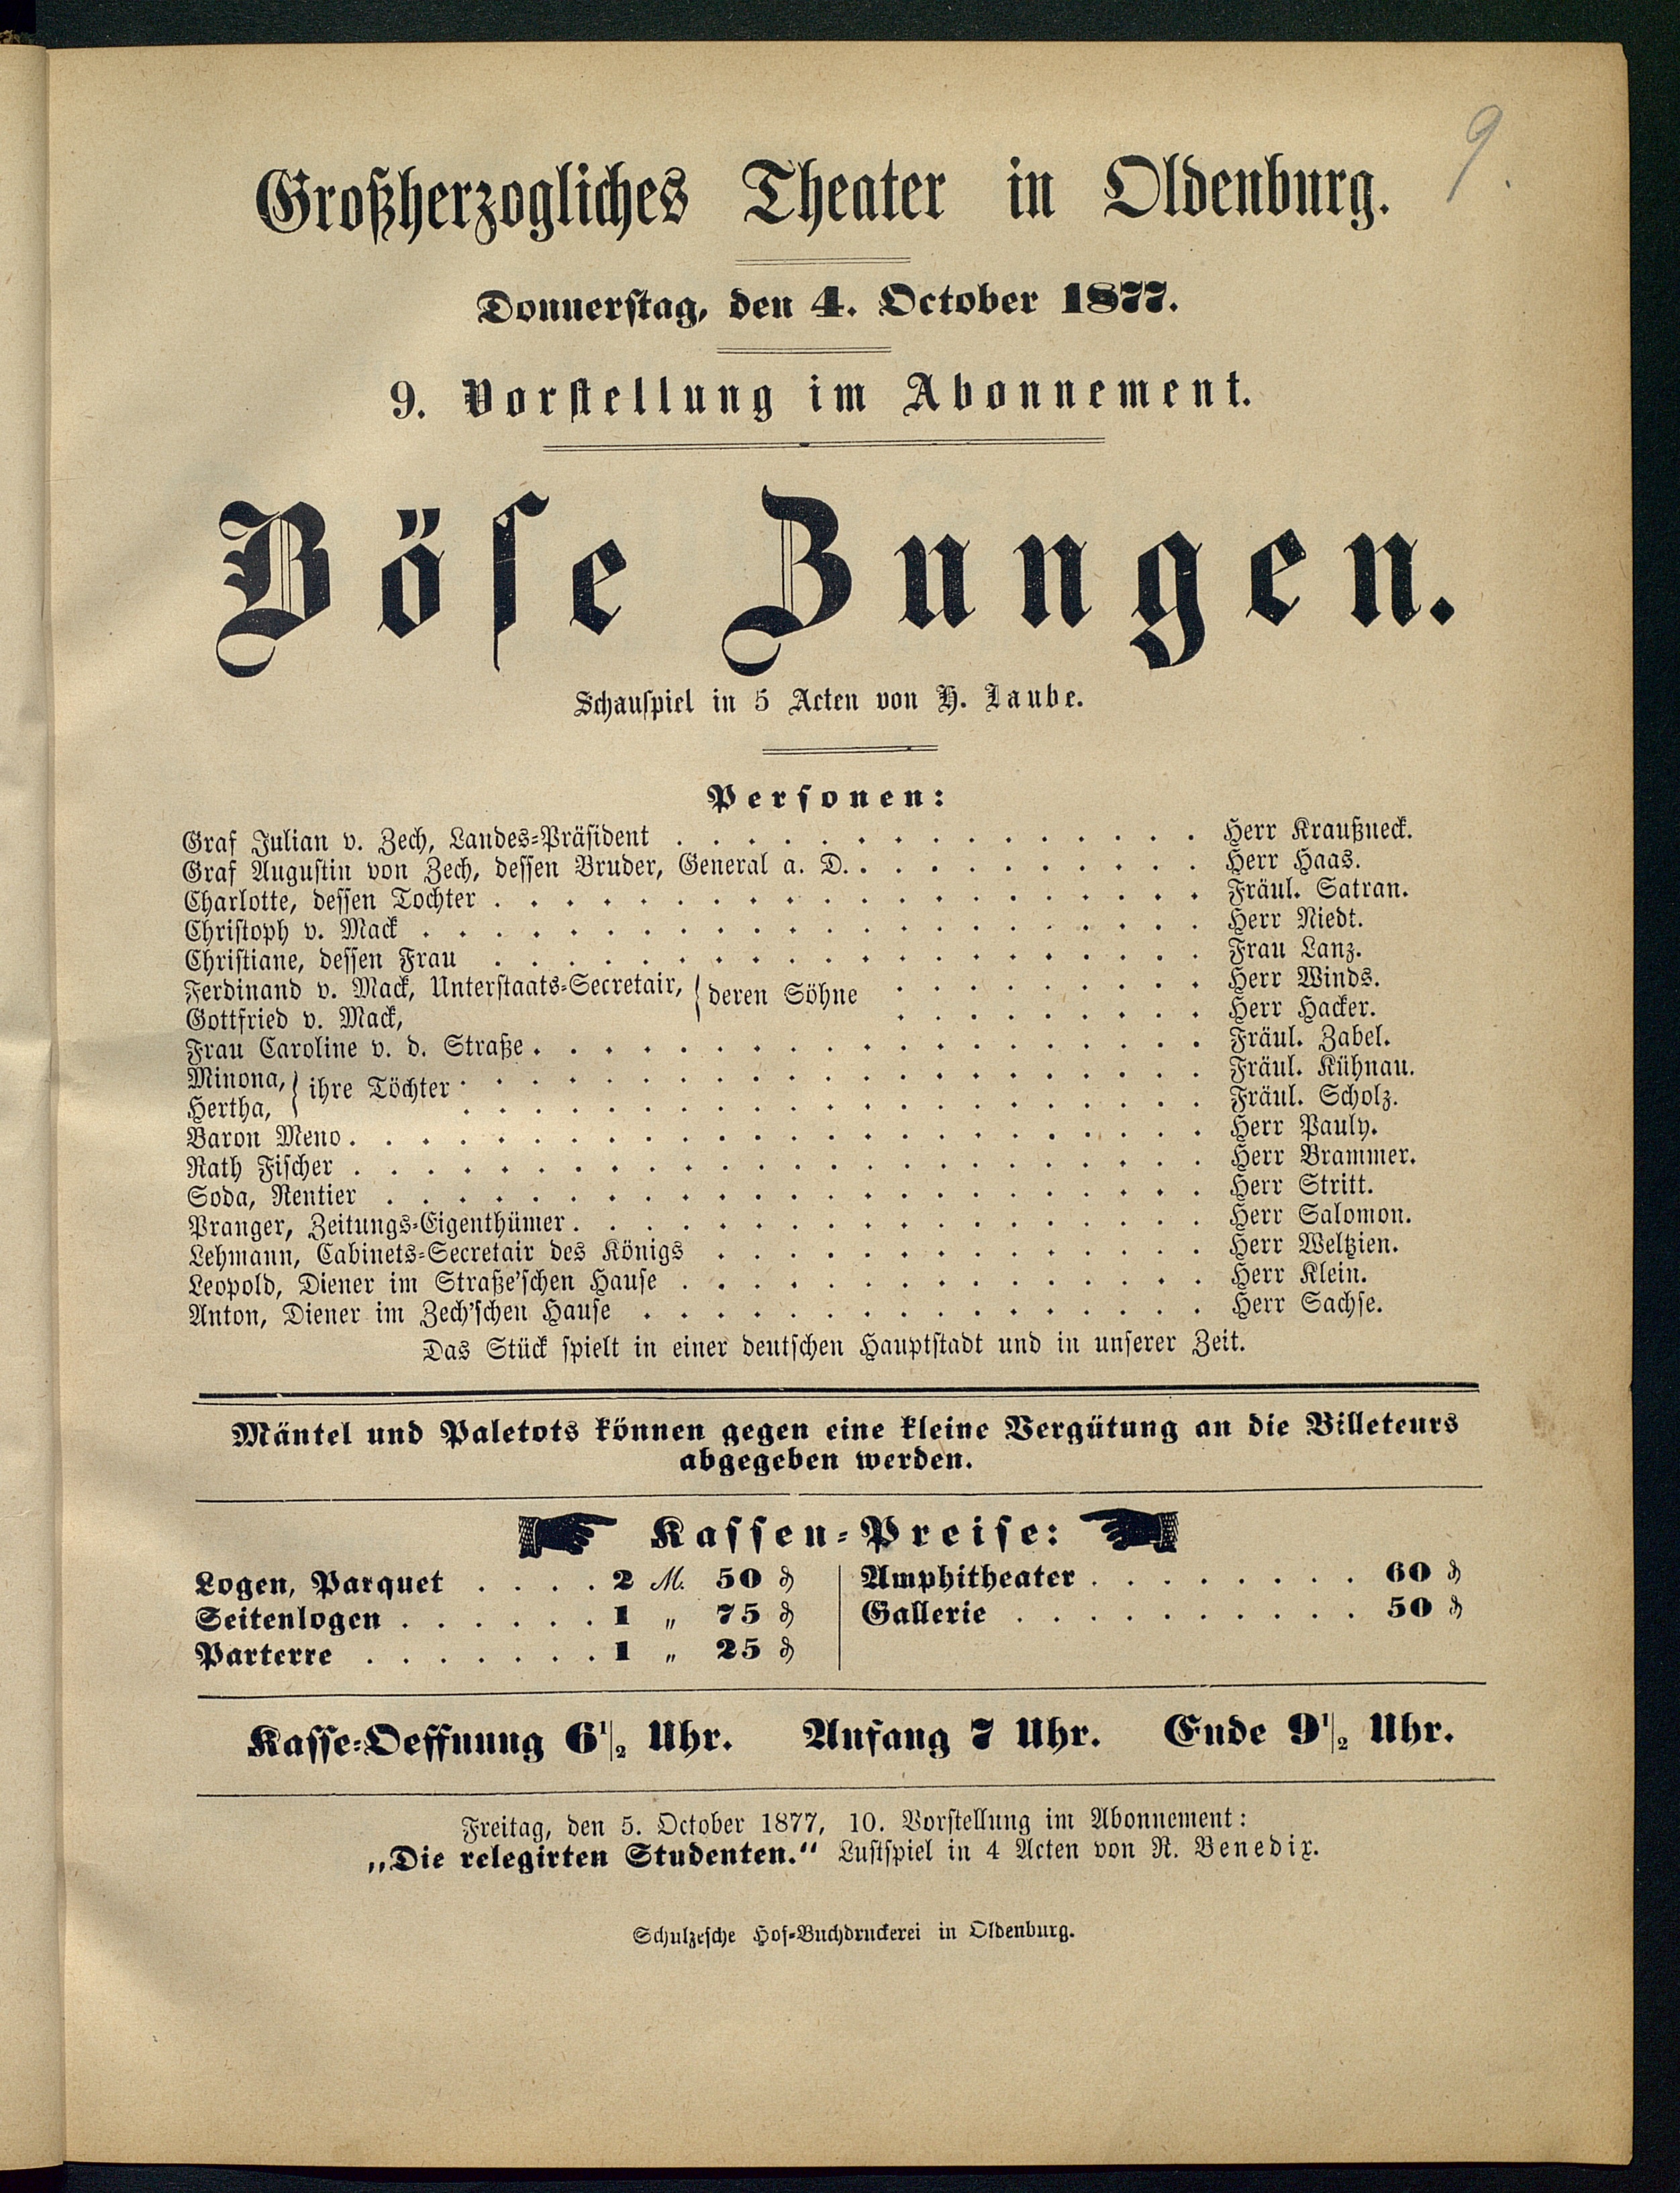 9.
Großherzogliches Theater in Oldenburg.
Donnerstag, den 4. October 1877.
9. Vorstellung im Abonnement.
Böse Zungen.
Schauspiel in 5 Acten von H. Laube.
Personen:
Graf Julian v. Zech, Landes-Präsident . . . . . . . . . . . . . . . Herr Kraußneck.
Graf Augustin von Zech, dessen Bruder, General a. D. . . . . . . . . . . Herr Haas.
Charlotte, dessen Tochter . . . . . . . . . . . . . . . . . . . . Fräul. Satran.
Christoph v. Mack . . . . . . . . . . . . . . . . . . . . . . Herr Niedt.
Christiane, dessen Frau . . . . . . . . . . . . . . . . . . . . Frau Lanz.
Ferdinand v. Mack, Unterstaats-Secretair, } deren Söhne . . . . . . . . . Herr Winds.
Gottfried v. Mack, . . . . . . . . . Herr Hacker.
Frau Caroline v. d. Straße . . . . . . . . . . . . . . . . . . . Fräul. Zabel.
Minona, } ihre Töchter . . . . . . . . . . . . . . . . . . . . . Fräul. Kühnau.
Hertha, . . . . . . . . . . . . . . . . . . . . . Fräul. Scholz.
Baron Meno . . . . . . . . . . . . . . . . . . . . . . . . Herr Pauly.
Rath Fischer . . . . . . . . . . . . . . . . . . . . . . . . Herr Brammer.
Soda, Rentier . . . . . . . . . . . . . . . . . . . . . . . Herr Stritt.
Pranger, Zeitungs-Eigenthümer . . . . . . . . . . . . . . . . . . Herr Salomon.
Lehmann, Cabinets-Secretair des Königs . . . . . . . . . . . . . . Herr Weltzien.
Leopold, Diener im Straße'schen Hause . . . . . . . . . . . . . . . Herr Klein.
Anton, Diener im Zech'schen Hause . . . . . . . . . . . . . . . . Herr Sachse.
Das Stück spielt in einer deutschen Hauptstadt und in unserer Zeit.
Mäntel und Paletots können gegen eine kleine Vergütung an die Billeteurs
abgegeben werden.
Kassen-Preise:
Logen, Parquet . . . . 2 M. 50 ₰
Seitenlogen . . . . . . 1 „ 75 ₰
Parterre . . . . . . . 1 „ 25 ₰
Amphitheater . . . . . . . . 60 ₰
Gallerie . . . . . . . . . . 50 ₰
Kasse-Oeffnung 6 1/2 Uhr. Anfang 7 Uhr. Ende 9 1/2 Uhr.
Freitag, den 5. October 1877, 10. Vorstellung im Abonnement:
„Die relegirten Studenten.“ Lustspiel in 4 Acten von R. Benedix.
Schulzesche Hof-Buchdruckerei in Oldenburg.